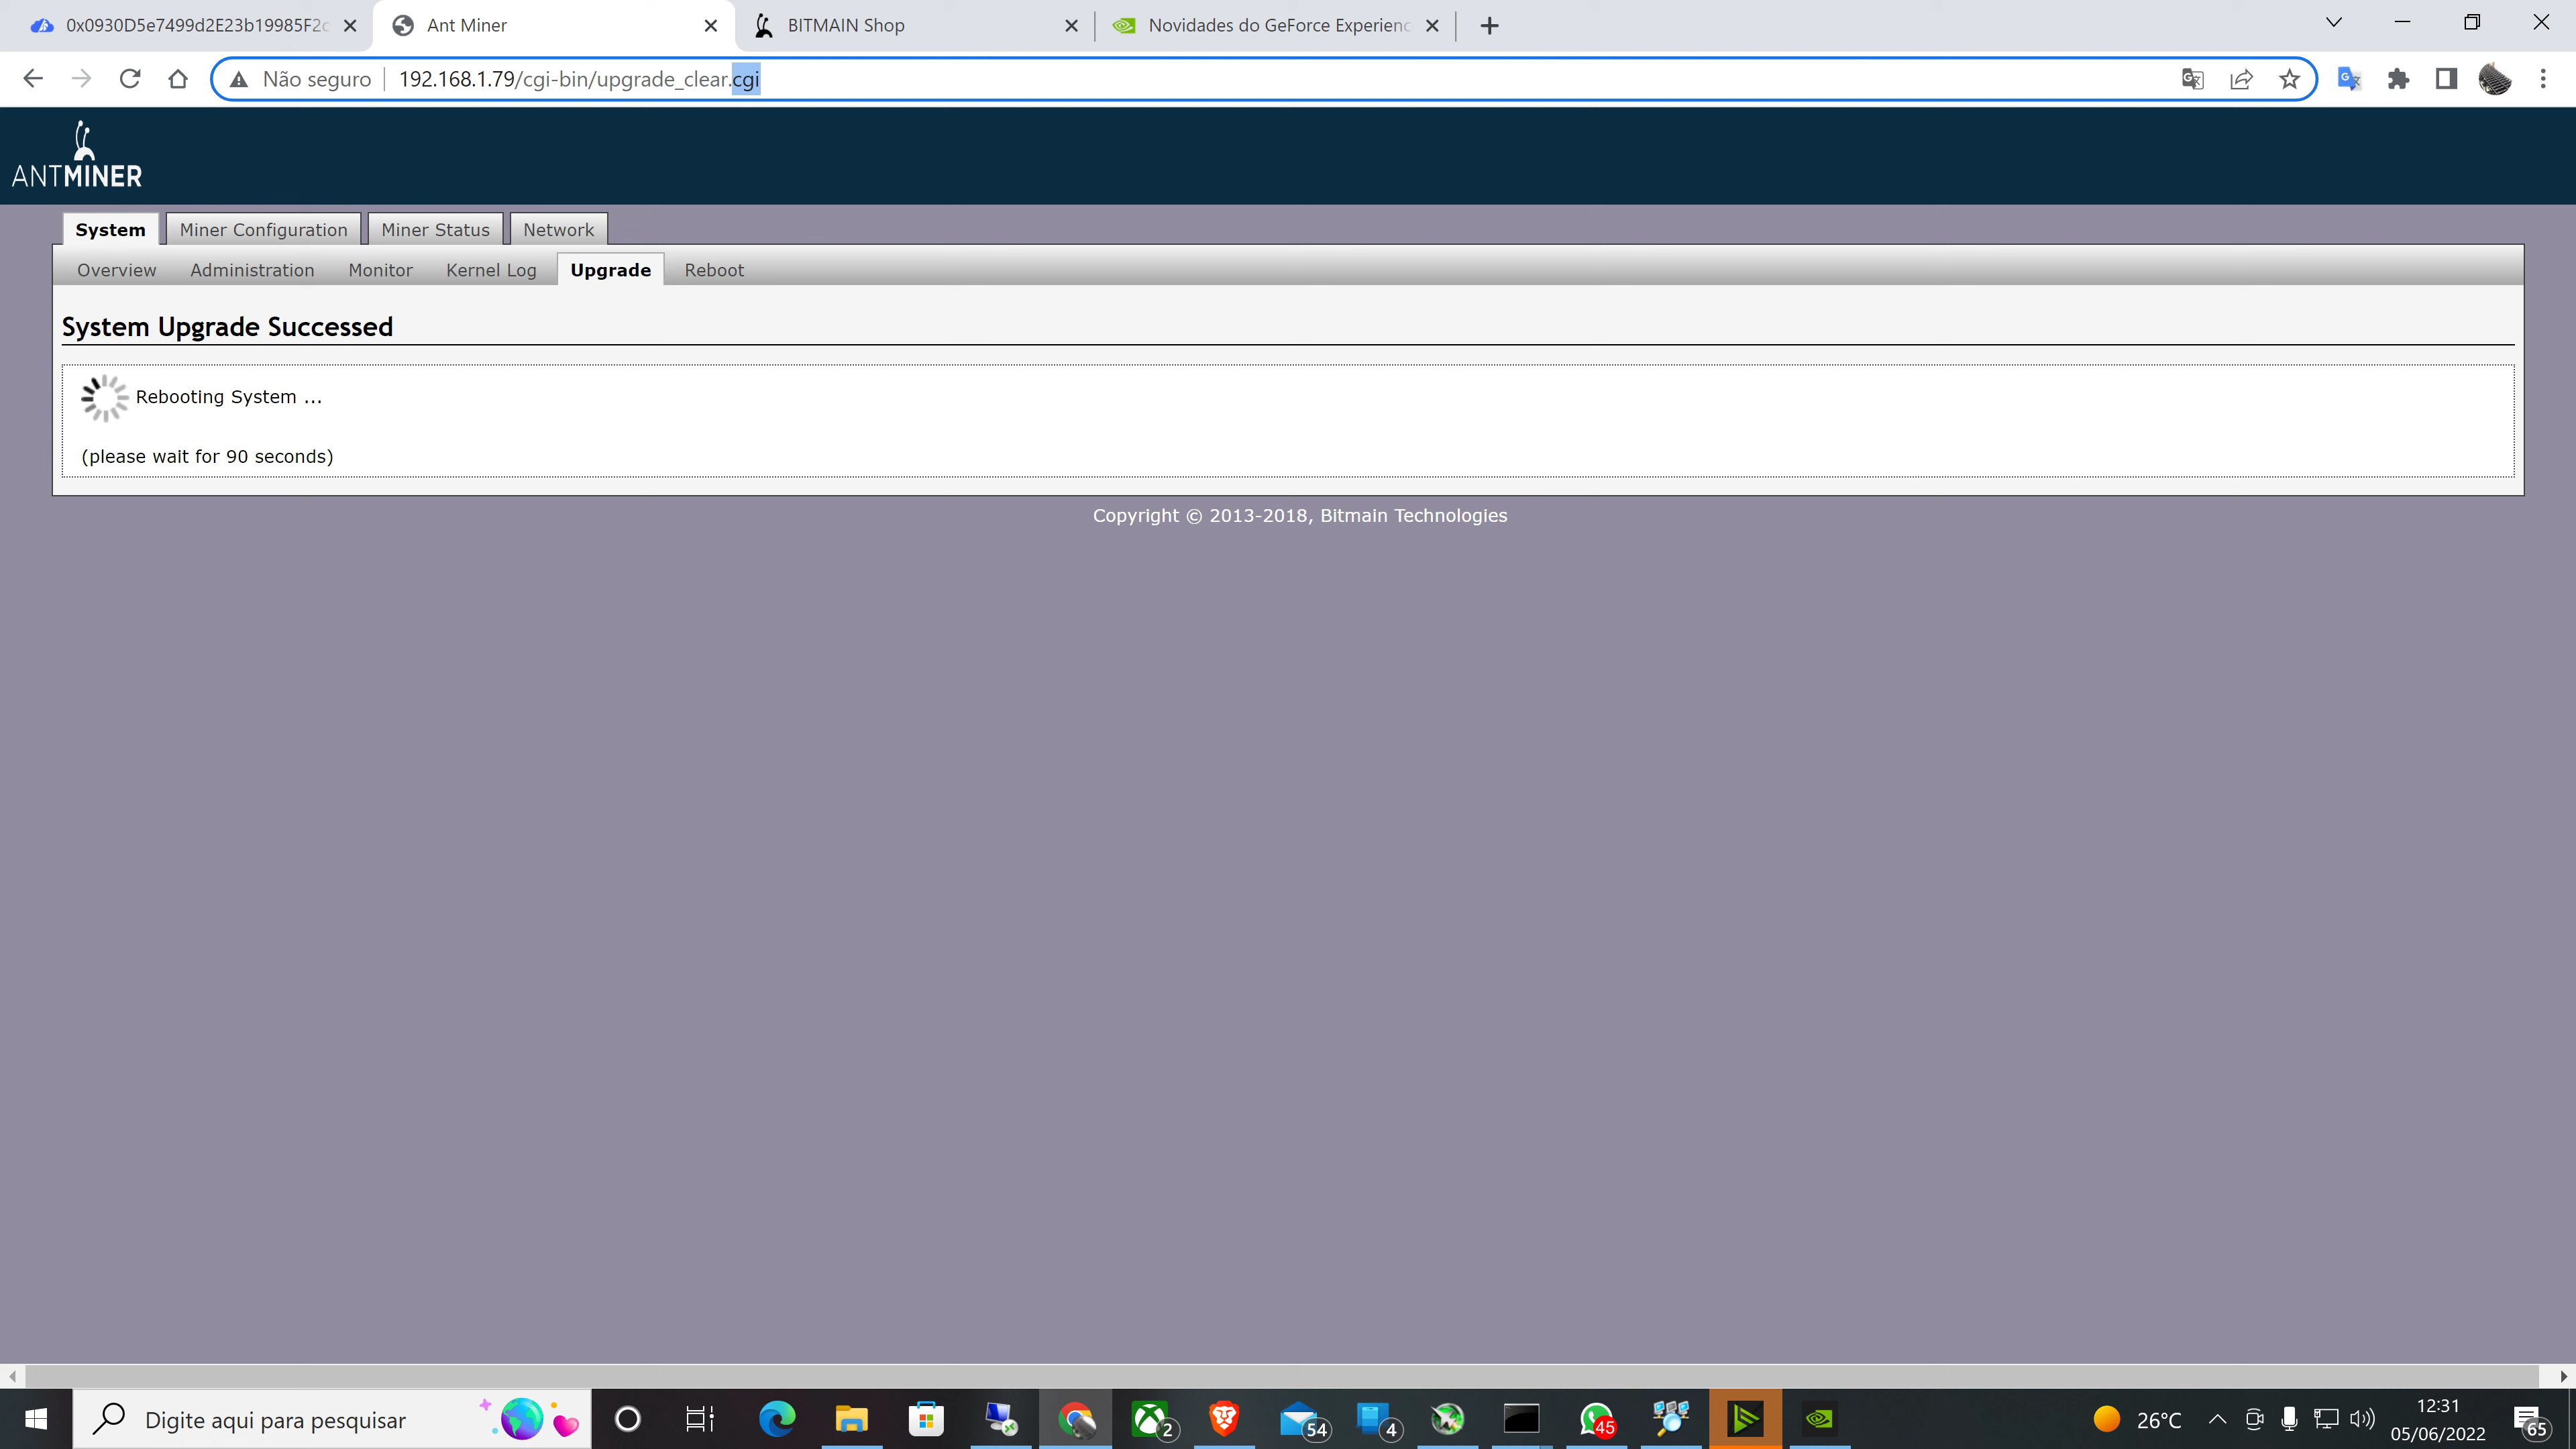 0x0930D5e7499d2E23b19985F2
Ant Miner
BITMAIN Shop
Novidades do GeForce Experienc
Não seguro
192.168.1.79/cgi-bin/upgrade_clear.cgi
ANTMINER
System
Miner Configuration
Miner Status
Network
Overview
Administration
Monitor
Kernel Log
Upgrade
Reboot
System Upgrade Successed
Rebooting System ...
(please wait for 90 seconds)
Copyright © 2013-2018, Bitmain Technologies
Digite aqui para pesquisar
2
54
4
45
26°C
12:31
05/06/2022
65